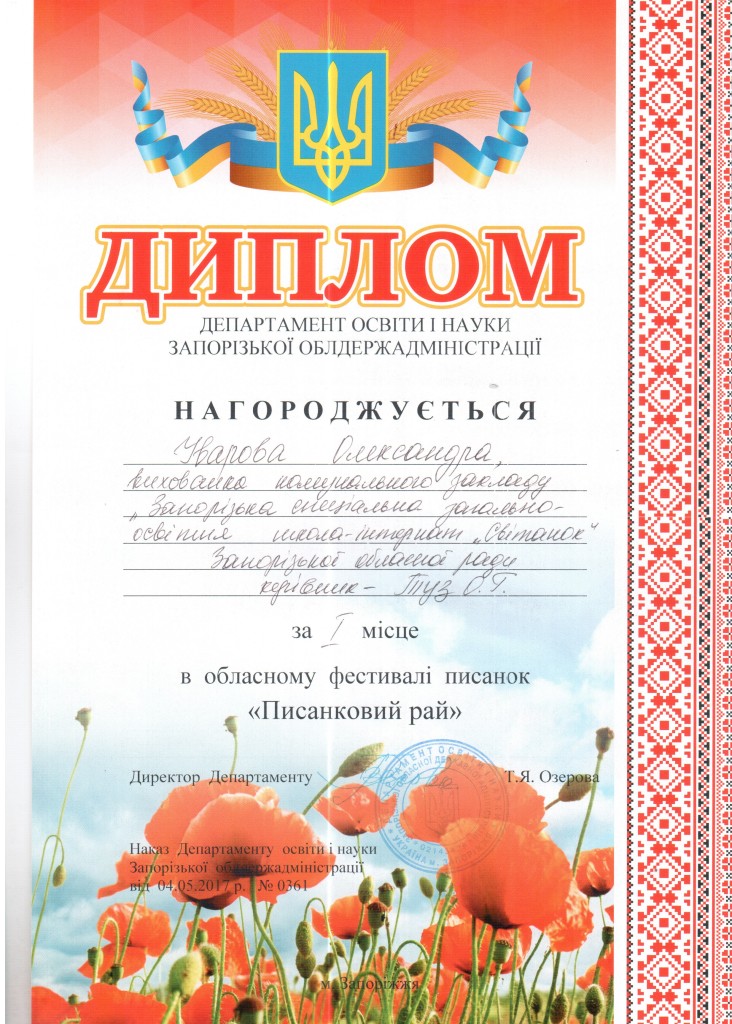 ДИПЛОМ
ДЕПАРТАМЕНТ ОСВІТИ І НАУКИ
ЗАПОРІЗЬКОЇ ОБЛДЕРЖАДМІНІСТРАЦІЇ
НАГОРОДЖУЄТЬСЯ
Олександра,
вихованка комунального закладу
„Запорізька спеціальна загально-
освітня школа-інтернат „Світанок“
Запорізької обласної ради
керівник – Туз О.Г.
за I місце
в обласному фестивалі писанок
«Писанковий рай»
Директор Департаменту Т.Я. Озерова
Наказ Департаменту освіти і науки
Запорізької облдержадміністрації
від 04.05.2017 р. № 0361
м. Запоріжжя